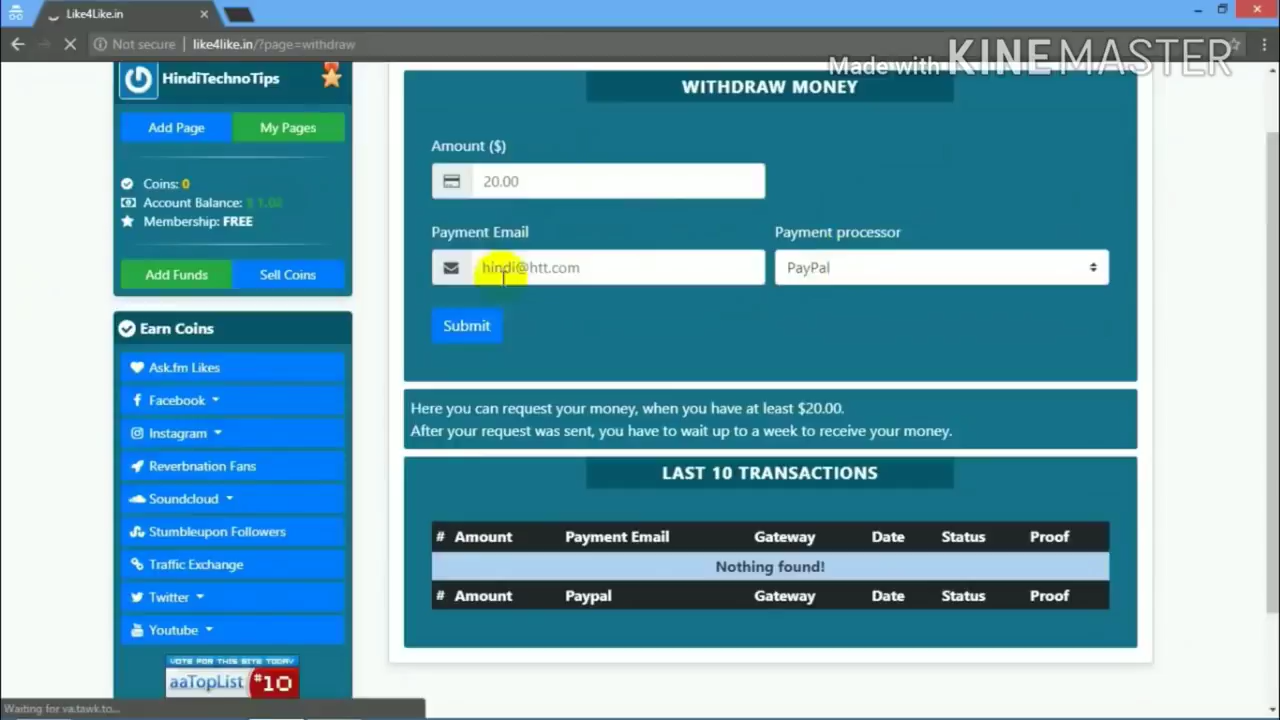 Like4Like.in
Not secure
like4like.in/?page=withdraw
Made with KINEMASTER
HindiTechnoTips
Add Page
My Pages
Coins: 0
Account Balance: $ 1.02
Membership: FREE
Add Funds
Sell Coins
Earn Coins
Ask.fm Likes
Facebook
Instagram
Reverbnation Fans
Soundcloud
Stumbleupon Followers
Traffic Exchange
Twitter
Youtube
VOTE FOR THIS SITE TODAY
aaTopList #10
WITHDRAW MONEY
Amount ($)
20.00
Payment Email
Payment processor
hindi@htt.com
PayPal
Submit
Here you can request your money, when you have at least $20.00.
After your request was sent, you have to wait up to a week to receive your money.
LAST 10 TRANSACTIONS
# Amount Payment Email Gateway Date Status Proof
Nothing found!
# Amount Paypal Gateway Date Status Proof
Waiting for va.tawk.to...